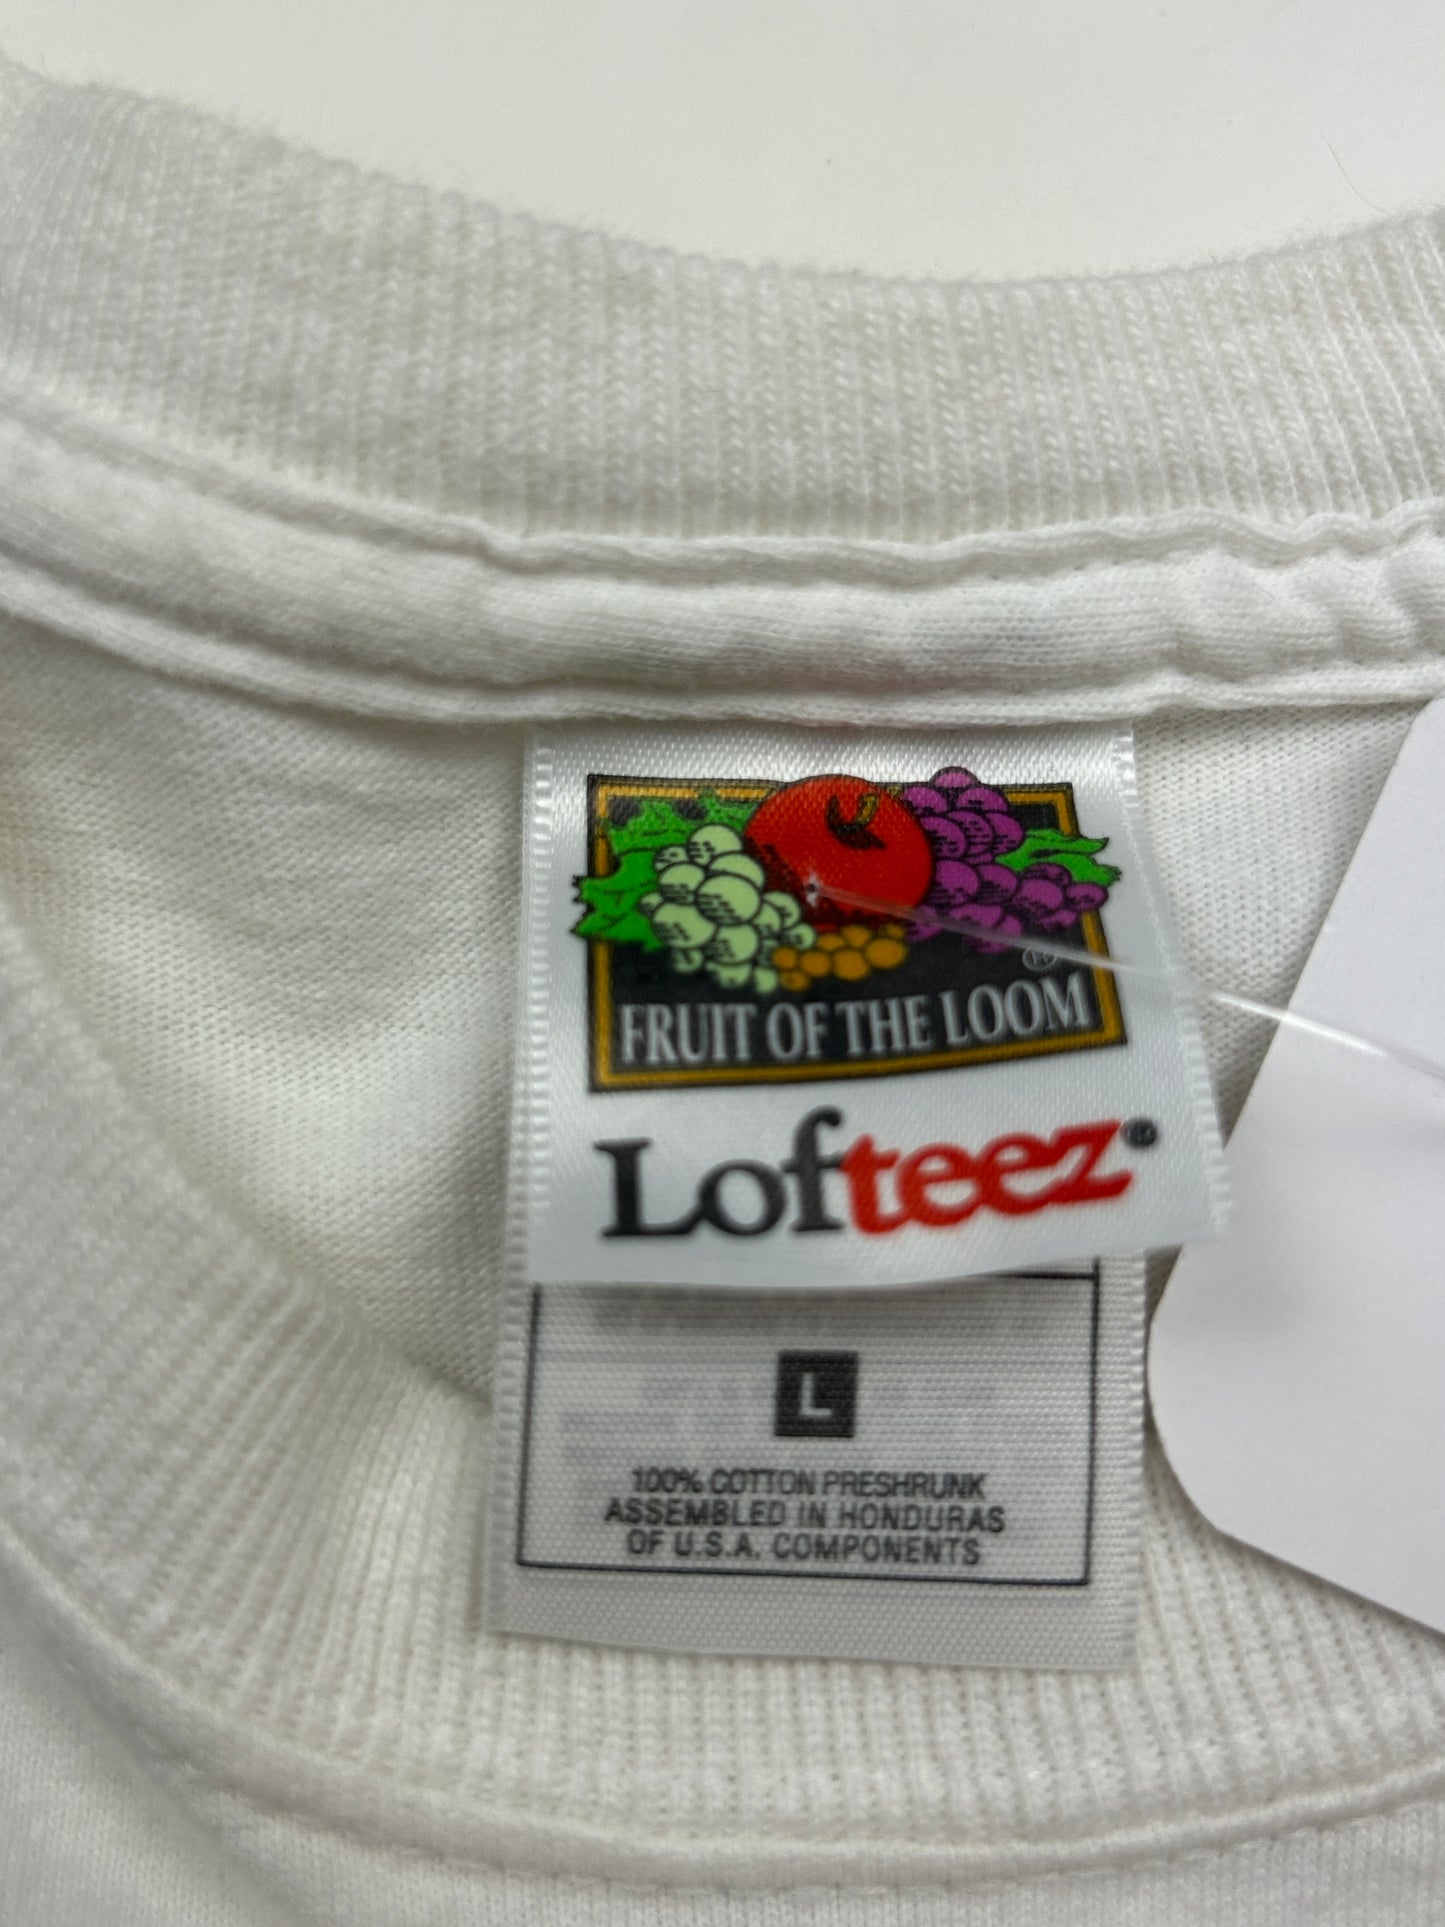 ®
FRUIT OF THE LOOM
Lofteez®
L
100% COTTON PRESHRUNK
ASSEMBLED IN HONDURAS
OF U.S.A. COMPONENTS